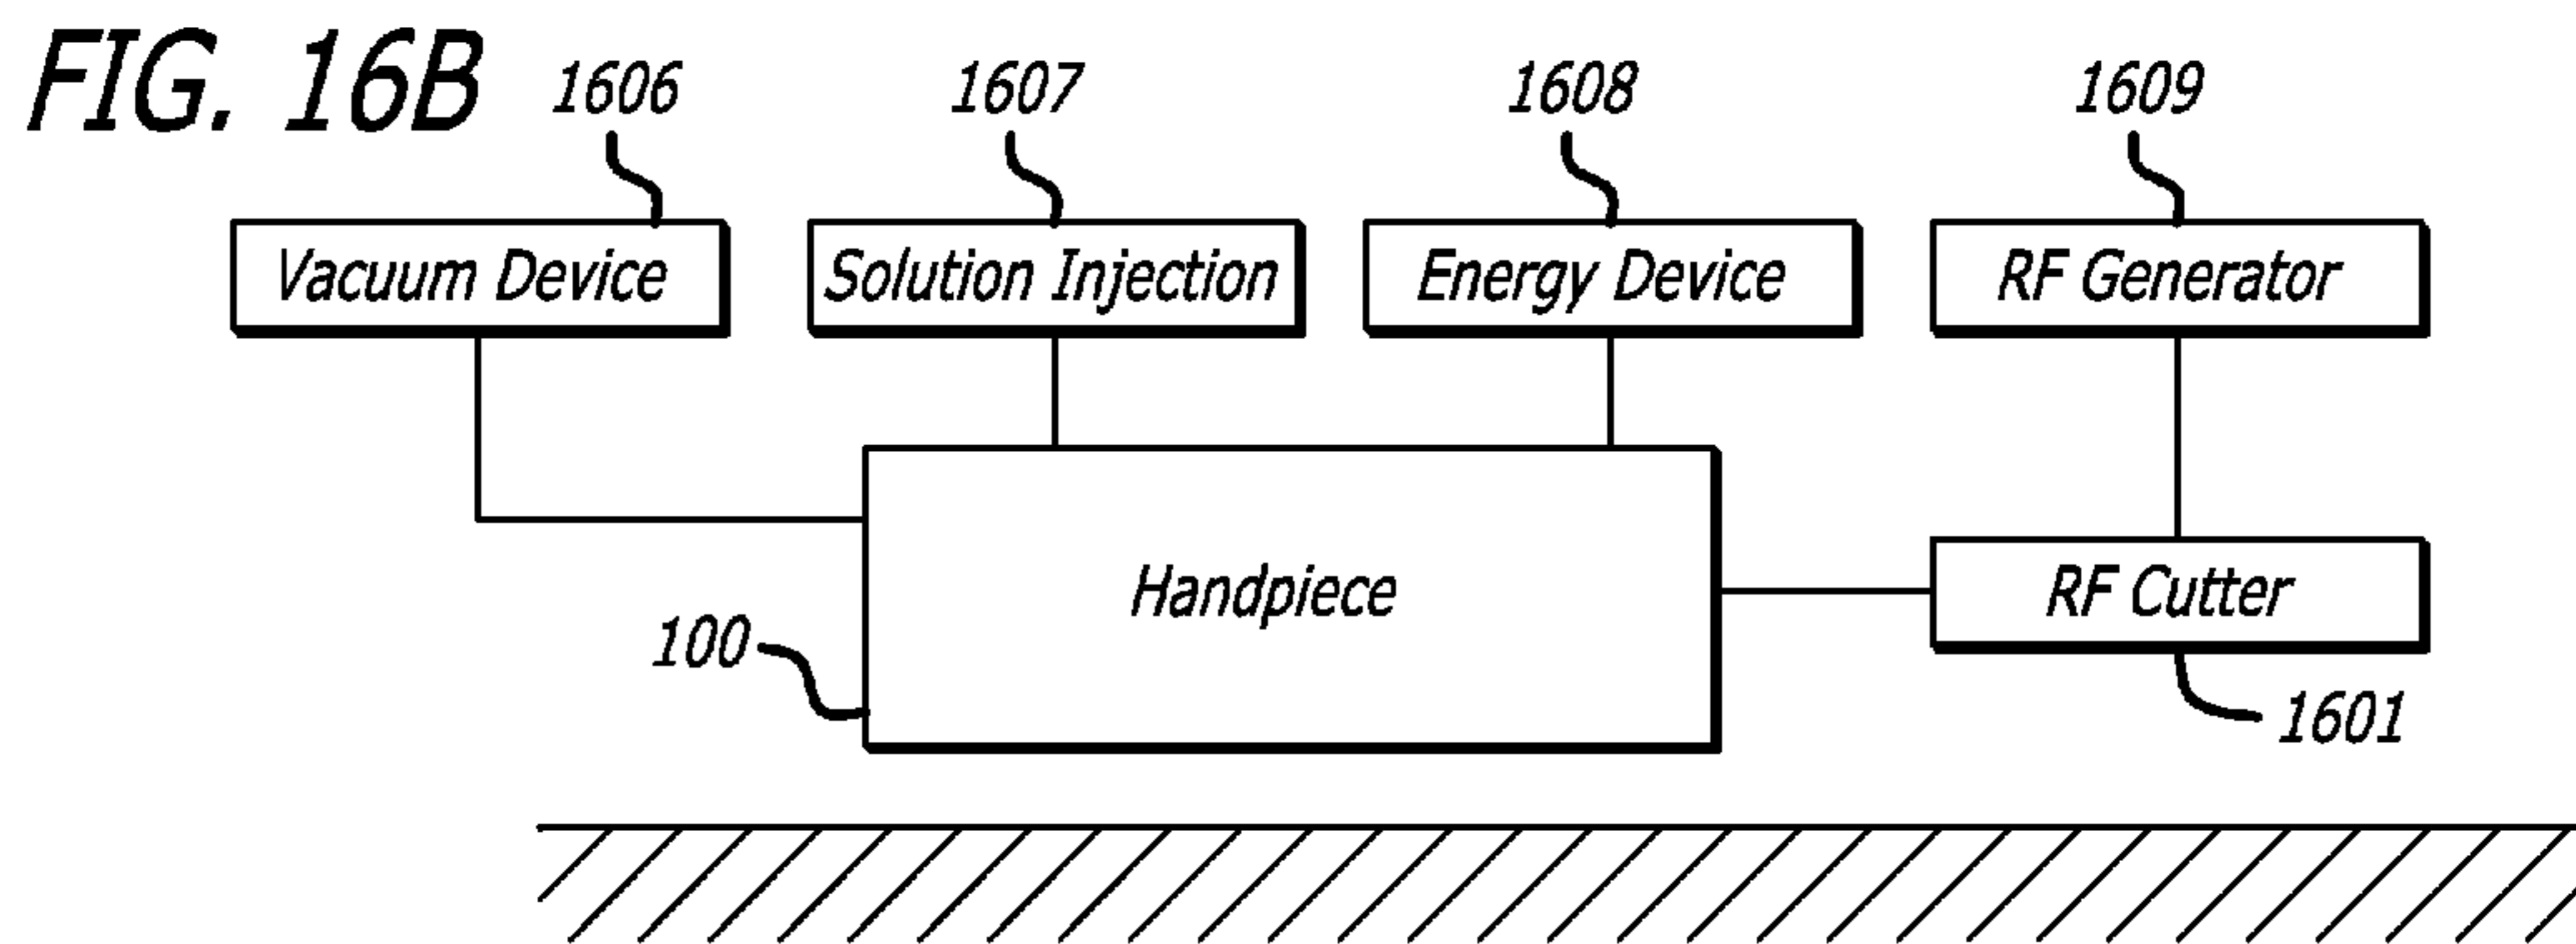 FIG. 16B
1606
1607
1608
1609
Vacuum Device
Solution Injection
Energy Device
RF Generator
Handpiece
RF Cutter
100
1601